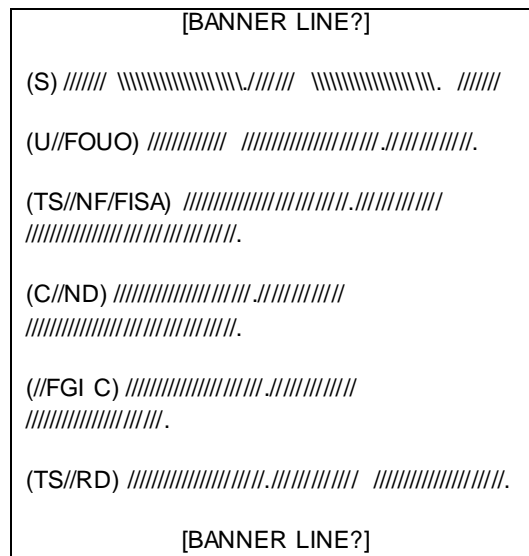 [BANNER LINE?]
(S) /////// \\\\\\\\\\\\\\\\\\\\\./////// \\\\\\\\\\\\\\\\\\\\. ///////
(U//FOUO) ///////////// ///////////////////////.//////////////.
(TS//NF/FISA) ///////////////////////////.//////////////
///////////////////////////////////.
(C//ND) ///////////////////////.//////////////
///////////////////////////////////.
(//FGI C) ///////////////////////.//////////////
///////////////////////.
(TS//RD) ///////////////////////.////////////// //////////////////////.
[BANNER LINE?]